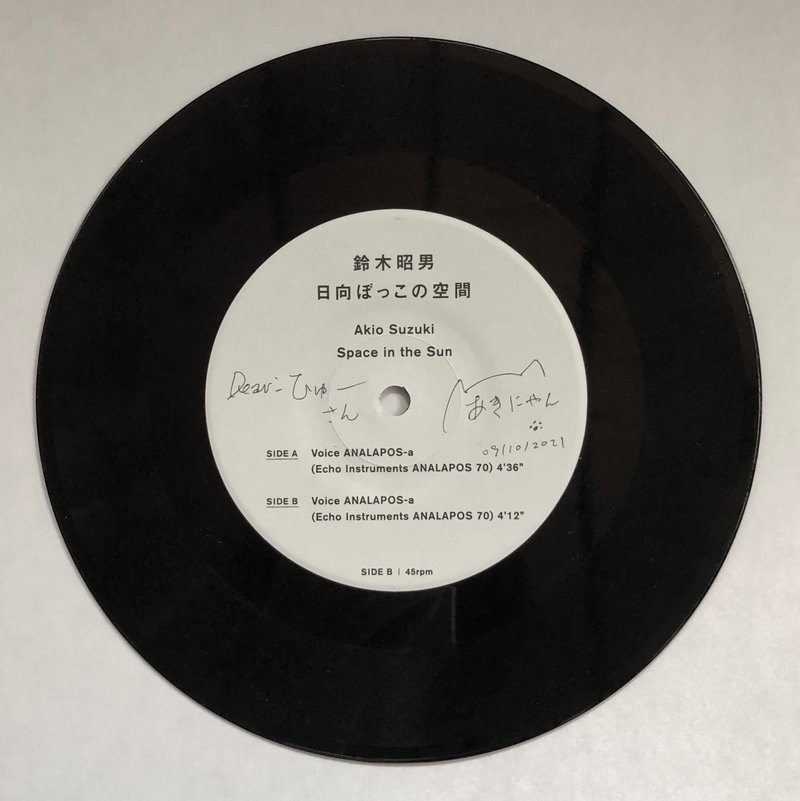 鈴木昭男
日向ぼっこの空間
Akio Suzuki
Space in the Sun
Dear ひゅー
さん
あきにゃん
09/10/2021
SIDE A Voice ANALAPOS-a
(Echo Instruments ANALAPOS 70) 4'36"
SIDE B Voice ANALAPOS-a
(Echo Instruments ANALAPOS 70) 4'12"
SIDE B | 45rpm